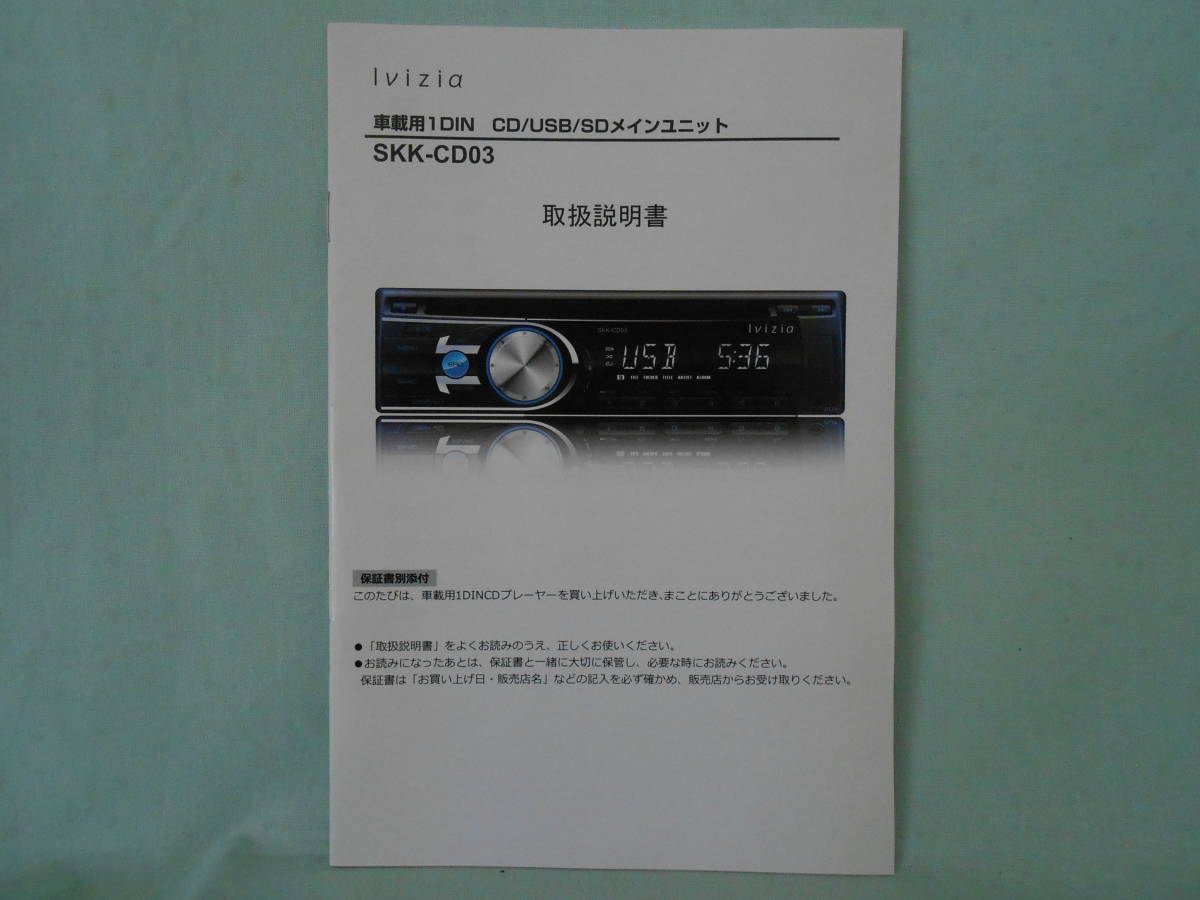 Ivizia
車載用1DIN CD/USB/SDメインユニット
SKK-CD03
取扱説明書
SKK-CD03
Ivizia
USB 5:36
FILE FOLDER TITLE ARTIST ALBUM
保証書別添付
このたびは、車載用1DINCDプレーヤーを買い上げいただき、まことにありがとうございました。
●「取扱説明書」をよくお読みのうえ、正しくお使いください。
●お読みになったあとは、保証書と一緒に大切に保管し、必要な時にお読みください。
保証書は「お買い上げ日・販売店名」などの記入を必ず確かめ、販売店からお受け取りください。